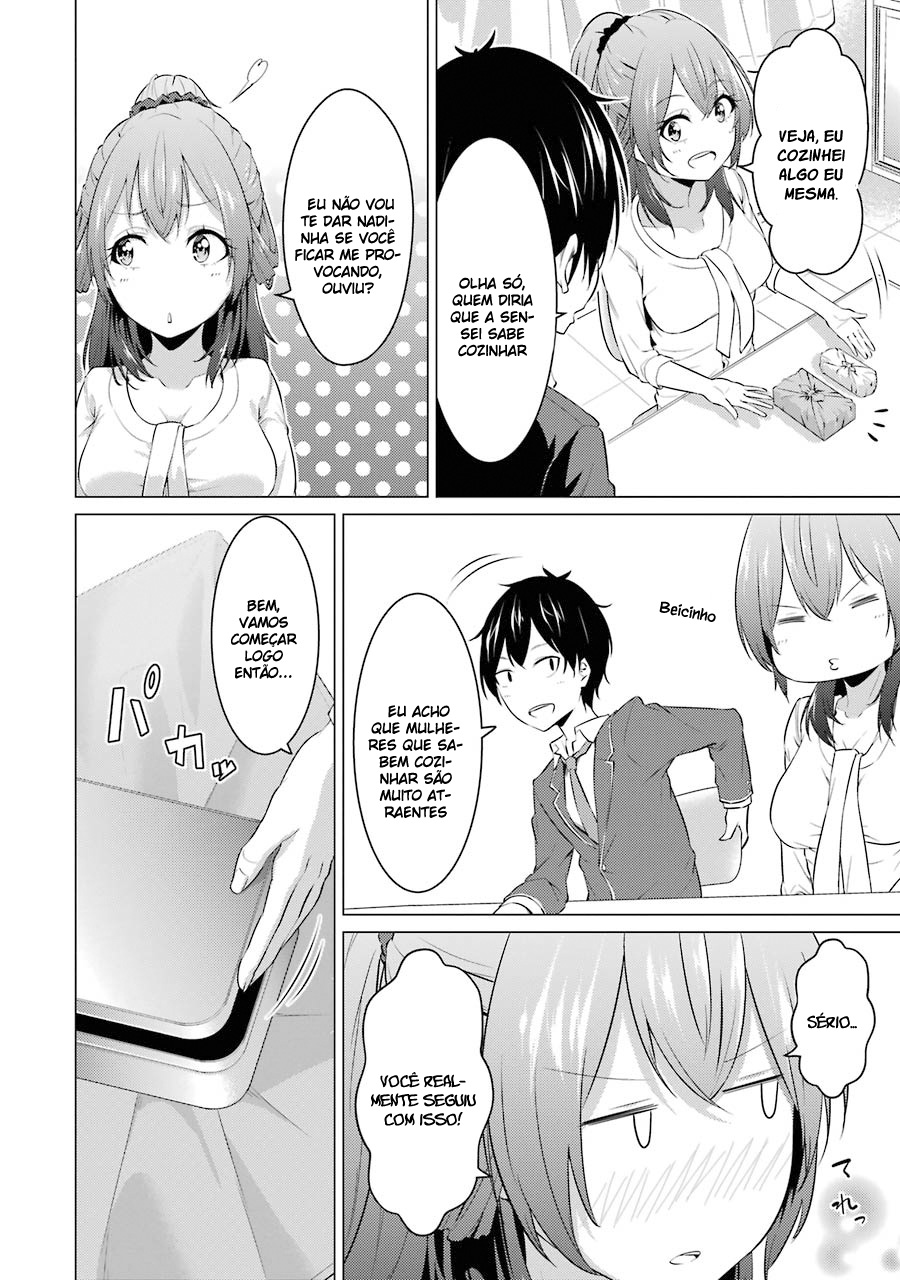 VEJA, EU
COZINHEI
ALGO EU
MESMA.
OLHA SÓ,
QUEM DIRIA
QUE A SEN-
SEI SABE
COZINHAR
EU NÃO VOU
TE DAR NADI-
NHA SE VOCÊ
FICAR ME PRO-
VOCANDO,
OUVIU?
Beicinho
EU ACHO
QUE MULHE-
RES QUE SA-
BEM COZI-
NHAR SÃO
MUITO AT-
RAENTES
BEM,
VAMOS
COMEÇAR
LOGO
ENTÃO...
パカッ
SÉRIO...
VOCÊ REAL-
MENTE SEGUIU
COM ISSO!
てれっ